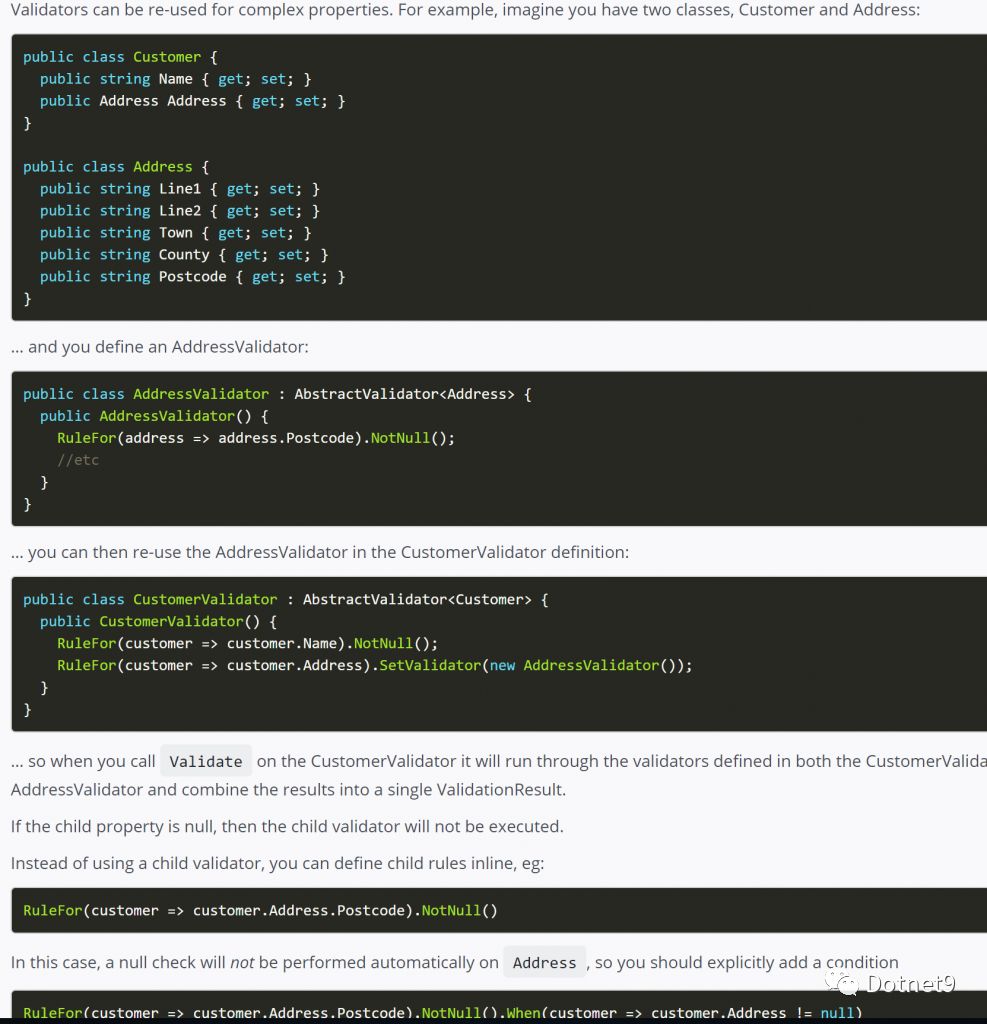 Validators can be re-used for complex properties. For example, imagine you have two classes, Customer and Address:
public class Customer {
  public string Name { get; set; }
  public Address Address { get; set; }
}
public class Address {
  public string Line1 { get; set; }
  public string Line2 { get; set; }
  public string Town { get; set; }
  public string County { get; set; }
  public string Postcode { get; set; }
}
... and you define an AddressValidator:
public class AddressValidator : AbstractValidator<Address> {
  public AddressValidator() {
    RuleFor(address => address.Postcode).NotNull();
    //etc
  }
}
... you can then re-use the AddressValidator in the CustomerValidator definition:
public class CustomerValidator : AbstractValidator<Customer> {
  public CustomerValidator() {
    RuleFor(customer => customer.Name).NotNull();
    RuleFor(customer => customer.Address).SetValidator(new AddressValidator());
  }
}
... so when you call Validate on the CustomerValidator it will run through the validators defined in both the CustomerValida
AddressValidator and combine the results into a single ValidationResult.
If the child property is null, then the child validator will not be executed.
Instead of using a child validator, you can define child rules inline, eg:
RuleFor(customer => customer.Address.Postcode).NotNull()
In this case, a null check will not be performed automatically on Address, so you should explicitly add a condition
Dotnet9
RuleFor(customer => customer.Address.Postcode).NotNull().When(customer => customer.Address != null)